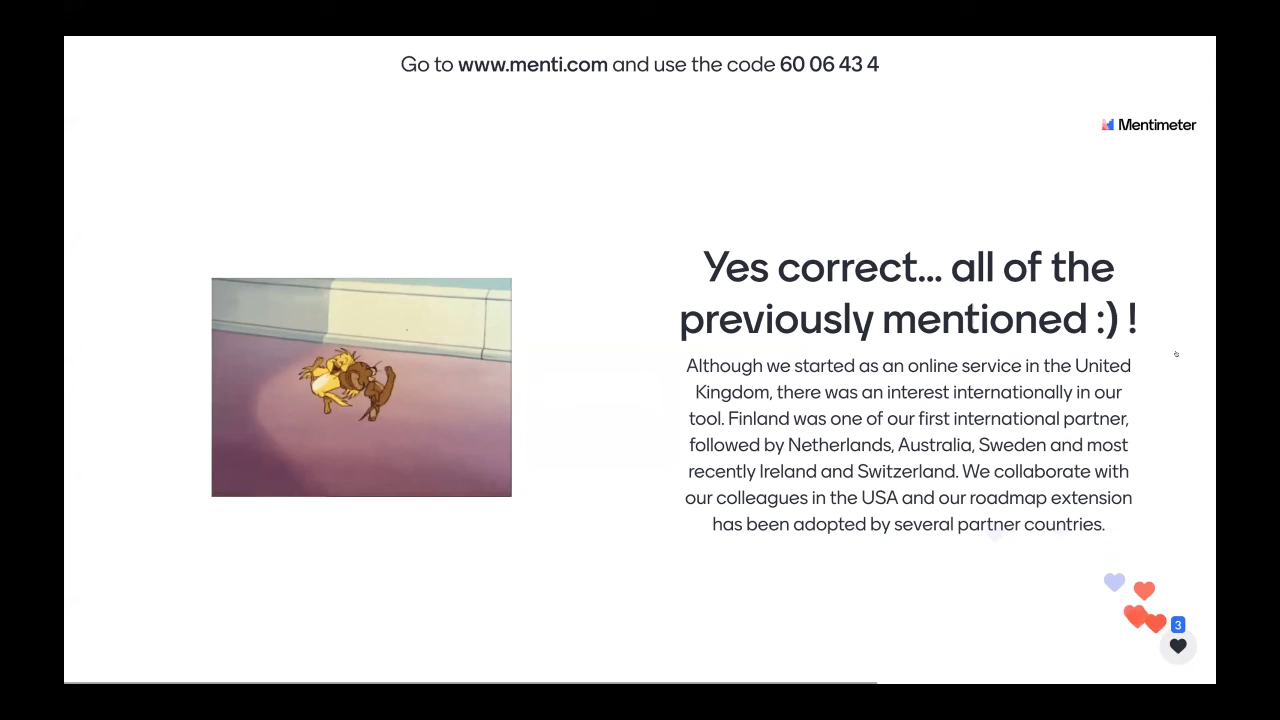 Go to www.menti.com and use the code 60 06 43 4
Mentimeter
Yes correct... all of the
previously mentioned :) !
Although we started as an online service in the United
Kingdom, there was an interest internationally in our
tool. Finland was one of our first international partner,
followed by Netherlands, Australia, Sweden and most
recently Ireland and Switzerland. We collaborate with
our colleagues in the USA and our roadmap extension
has been adopted by several partner countries.
3